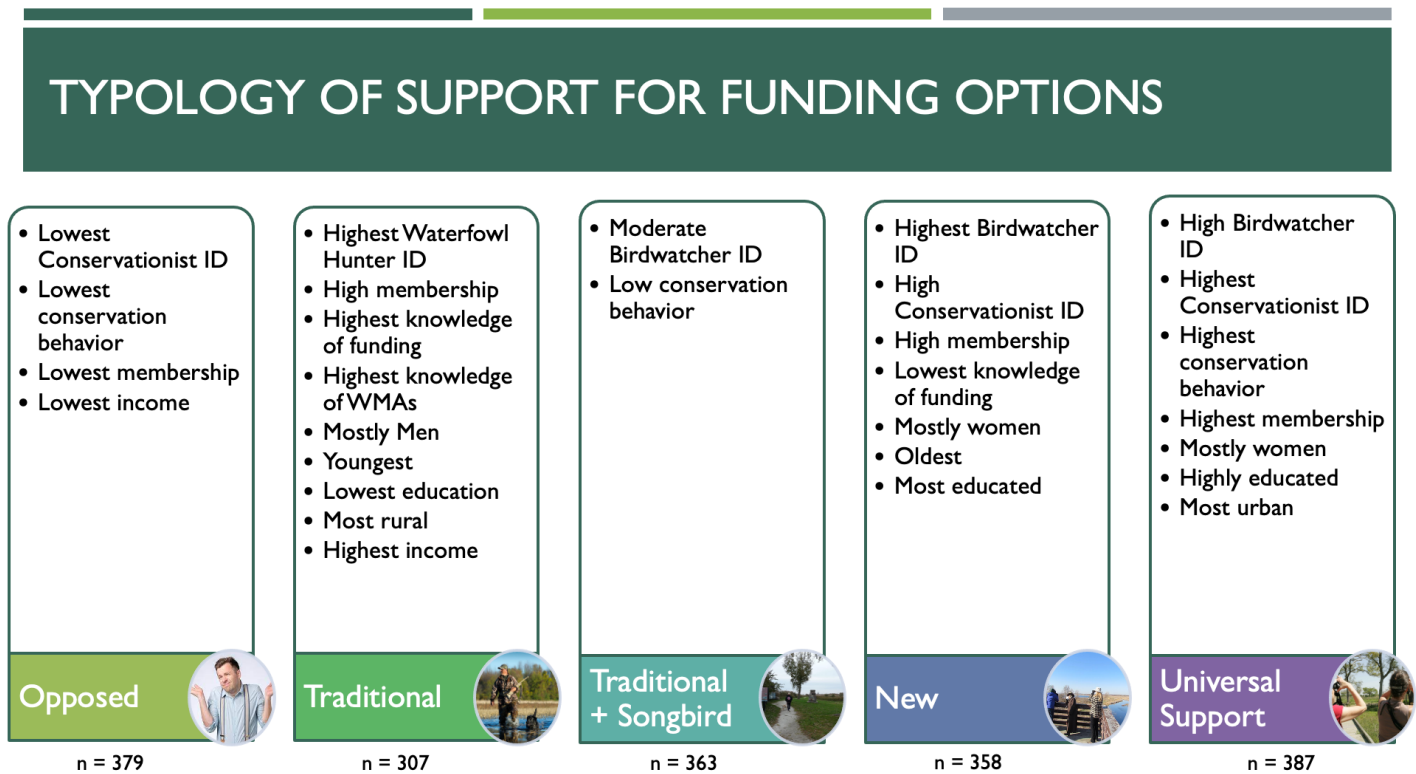 TYPOLOGY OF SUPPORT FOR FUNDING OPTIONS
• Lowest
Conservationist ID
• Lowest
conservation
behavior
• Lowest membership
• Lowest income
Opposed
n = 379
• Highest Waterfowl
Hunter ID
• High membership
• Highest knowledge
of funding
• Highest knowledge
of WMAs
• Mostly Men
• Youngest
• Lowest education
• Most rural
• Highest income
Traditional
n = 307
• Moderate
Birdwatcher ID
• Low conservation
behavior
Traditional
+ Songbird
n = 363
• Highest Birdwatcher
ID
• High
Conservationist ID
• High membership
• Lowest knowledge
of funding
• Mostly women
• Oldest
• Most educated
New
n = 358
• High Birdwatcher
ID
• Highest
Conservationist ID
• Highest
conservation
behavior
• Highest membership
• Mostly women
• Highly educated
• Most urban
Universal
Support
n = 387